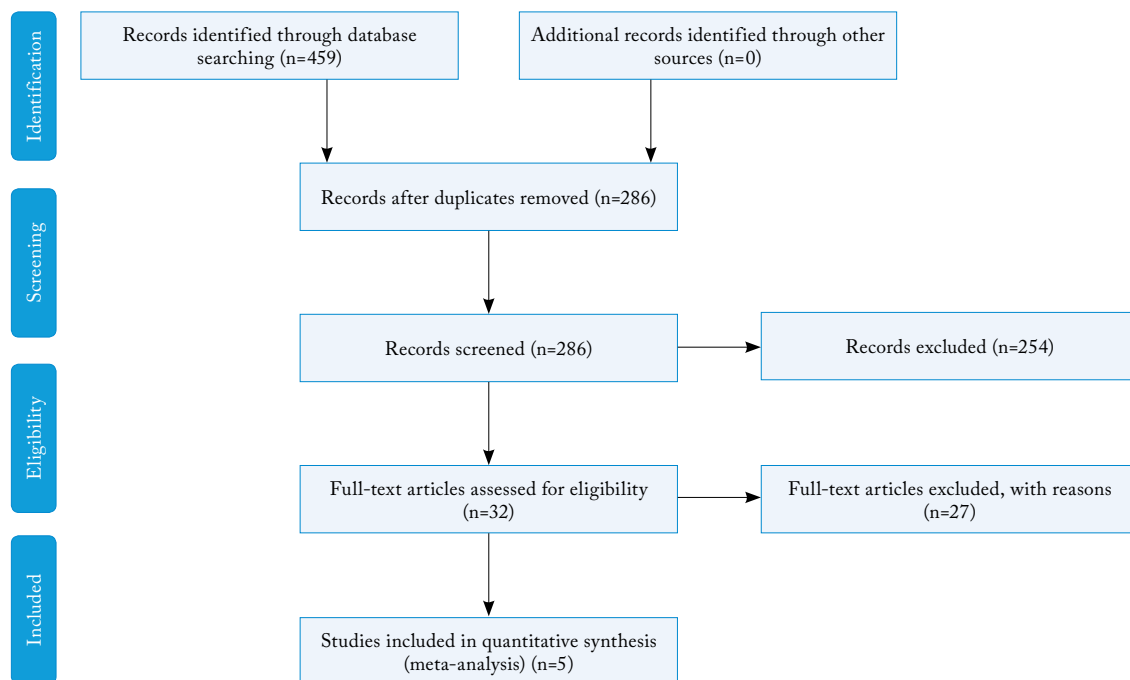 Identification
Records identified through database
searching (n=459)
Additional records identified through other
sources (n=0)
Records after duplicates removed (n=286)
Screening
Records screened (n=286)
Records excluded (n=254)
Eligibility
Full-text articles assessed for eligibility
(n=32)
Full-text articles excluded, with reasons
(n=27)
Included
Studies included in quantitative synthesis
(meta-analysis) (n=5)